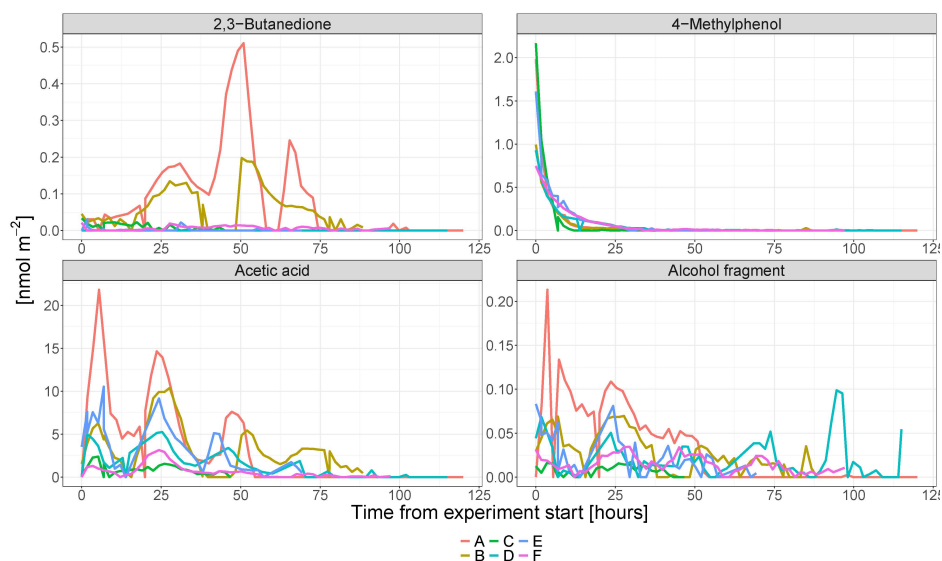 2,3−Butanedione
4−Methylphenol
0.5
0.4
0.3
0.2
0.1
0.0
2.0
1.5
1.0
0.5
0.0
0 25 50 75 100 125
0 25 50 75 100 125
Acetic acid
Alcohol fragment
20
15
10
5
0
0.20
0.15
0.10
0.05
0.00
0 25 50 75 100 125
0 25 50 75 100 125
[nmol m⁻²]
Time from experiment start [hours]
A C E
B D F